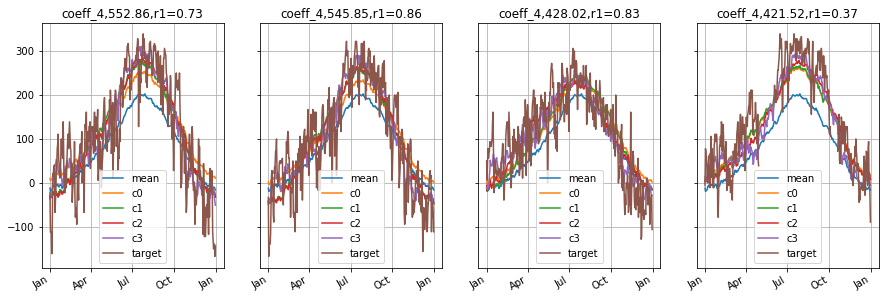 coeff_4,552.86,r1=0.73
coeff_4,545.85,r1=0.86
coeff_4,428.02,r1=0.83
coeff_4,421.52,r1=0.37
300
200
100
0
−100
mean
c0
c1
c2
c3
target
mean
c0
c1
c2
c3
target
mean
c0
c1
c2
c3
target
mean
c0
c1
c2
c3
target
Jan Apr Jul Oct Jan
Jan Apr Jul Oct Jan
Jan Apr Jul Oct Jan
Jan Apr Jul Oct Jan